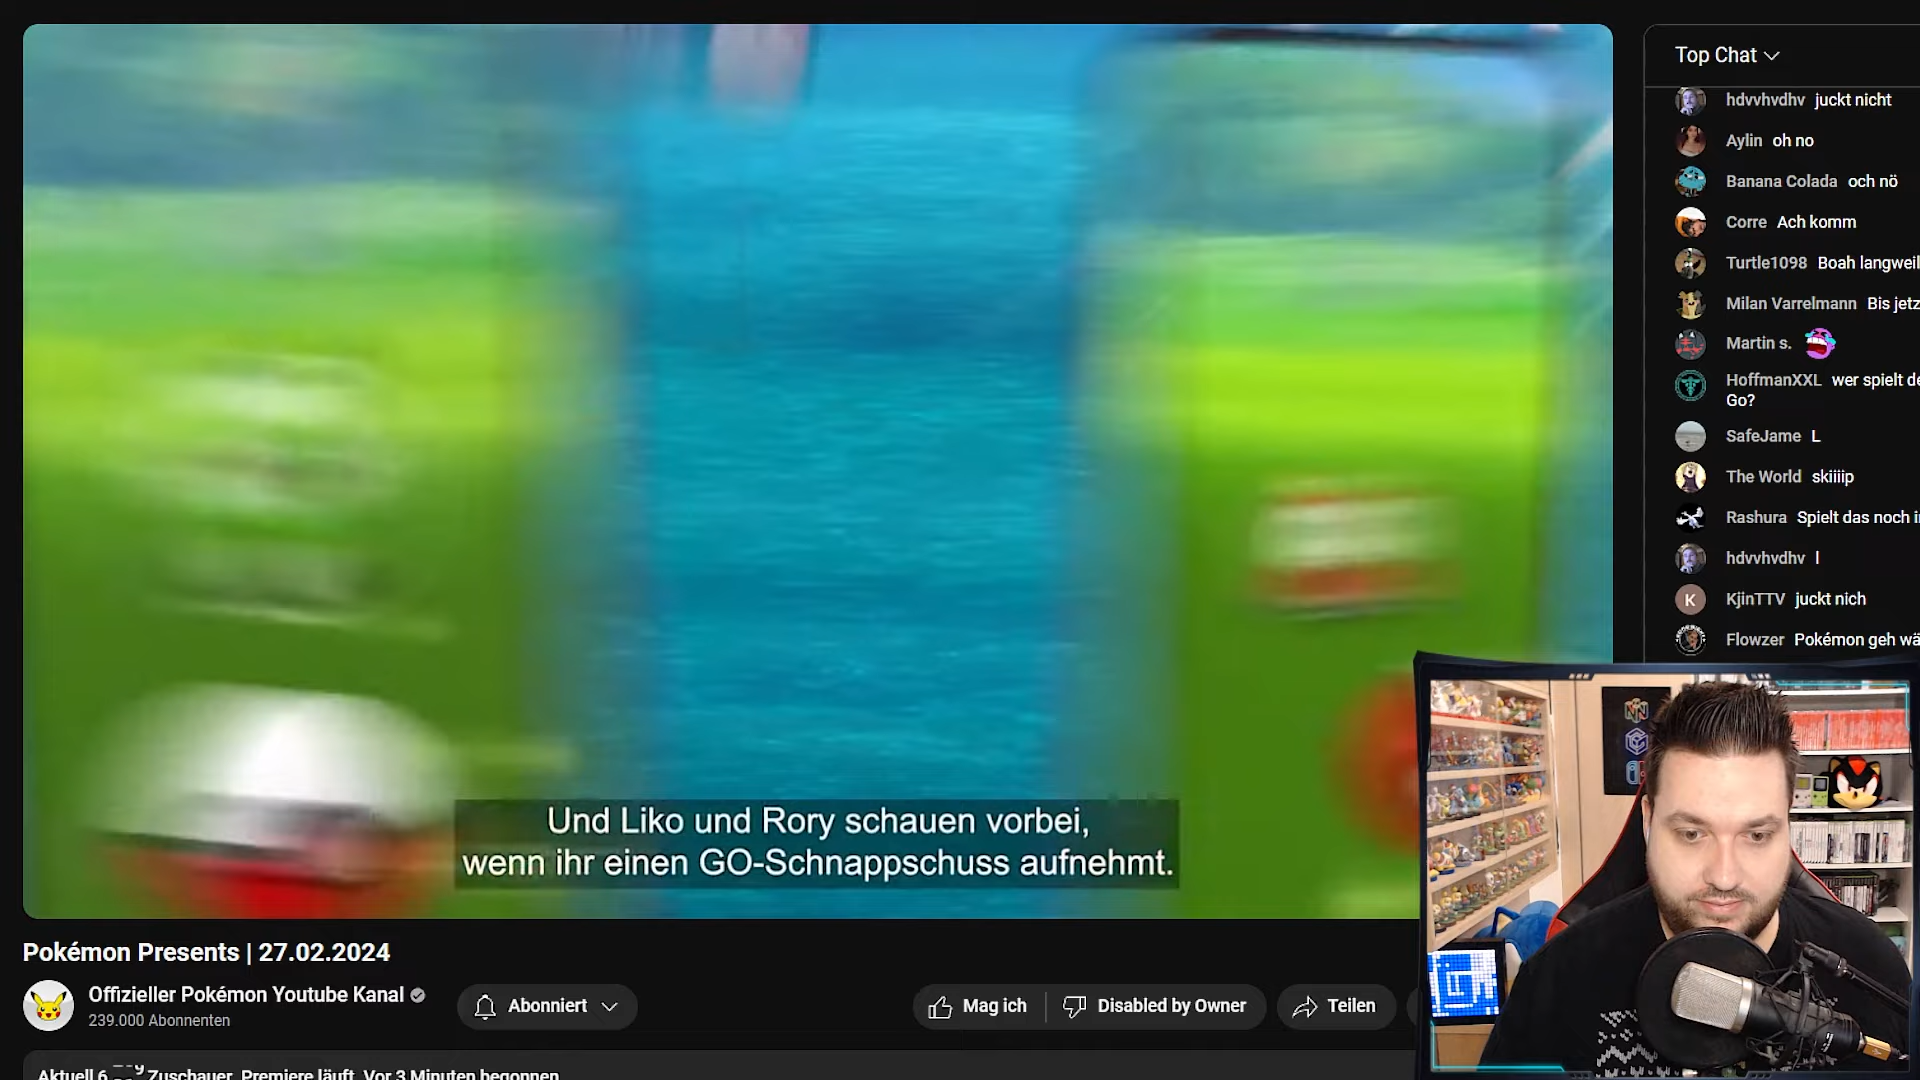 Top Chat
hdvvhvdhv juckt nicht
Aylin oh no
Banana Colada och nö
Corre Ach komm
Turtle1098 Boah langweil
Milan Varrelmann Bis jetz
Martin s.
HoffmanXXL wer spielt de
Go?
SafeJame L
The World skiiiip
Rashura Spielt das noch i
hdvvhvdhv l
K KjinTTV juckt nich
Flowzer Pokémon geh wä
Und Liko und Rory schauen vorbei,
wenn ihr einen GO-Schnappschuss aufnehmt.
Pokémon Presents | 27.02.2024
Offizieller Pokémon Youtube Kanal
239.000 Abonnenten
Abonniert
Mag ich
Disabled by Owner
Teilen
Aktuell 6 Zuschauer Premiere läuft. Vor 3 Minuten begonnen